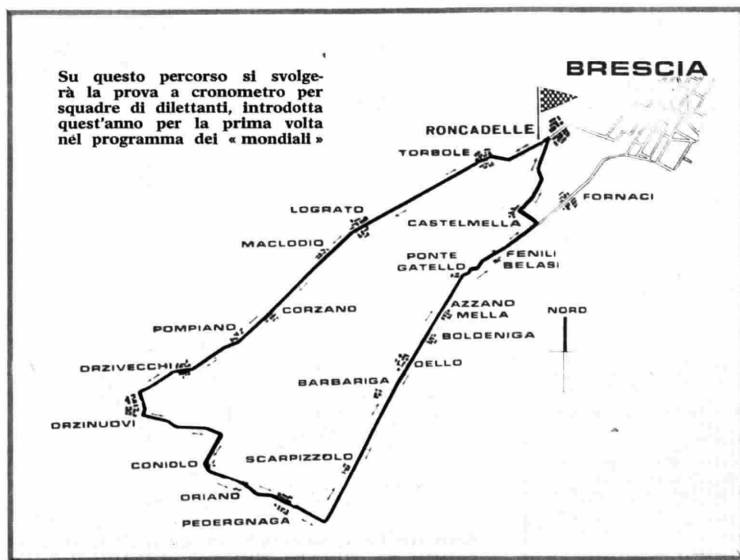 Su questo percorso si svolge-
rà la prova a cronometro per
squadre di dilettanti, introdotta
quest'anno per la prima volta
nel programma dei « mondiali »
BRESCIA
RONCADELLE
TORBOLE
FORNACI
LOGRATO
CASTELMELLA
MACLODIO
PONTE
GATELLO
FENILI
BELASI
CORZANO
AZZANO
MELLA
NORD
POMPIANO
BOLDENIGA
ORZIVECCHI
DELLO
BARBARIGA
ORZINUOVI
CONIOLO
SCARPIZZOLO
ORIANO
PEDERGNAGA